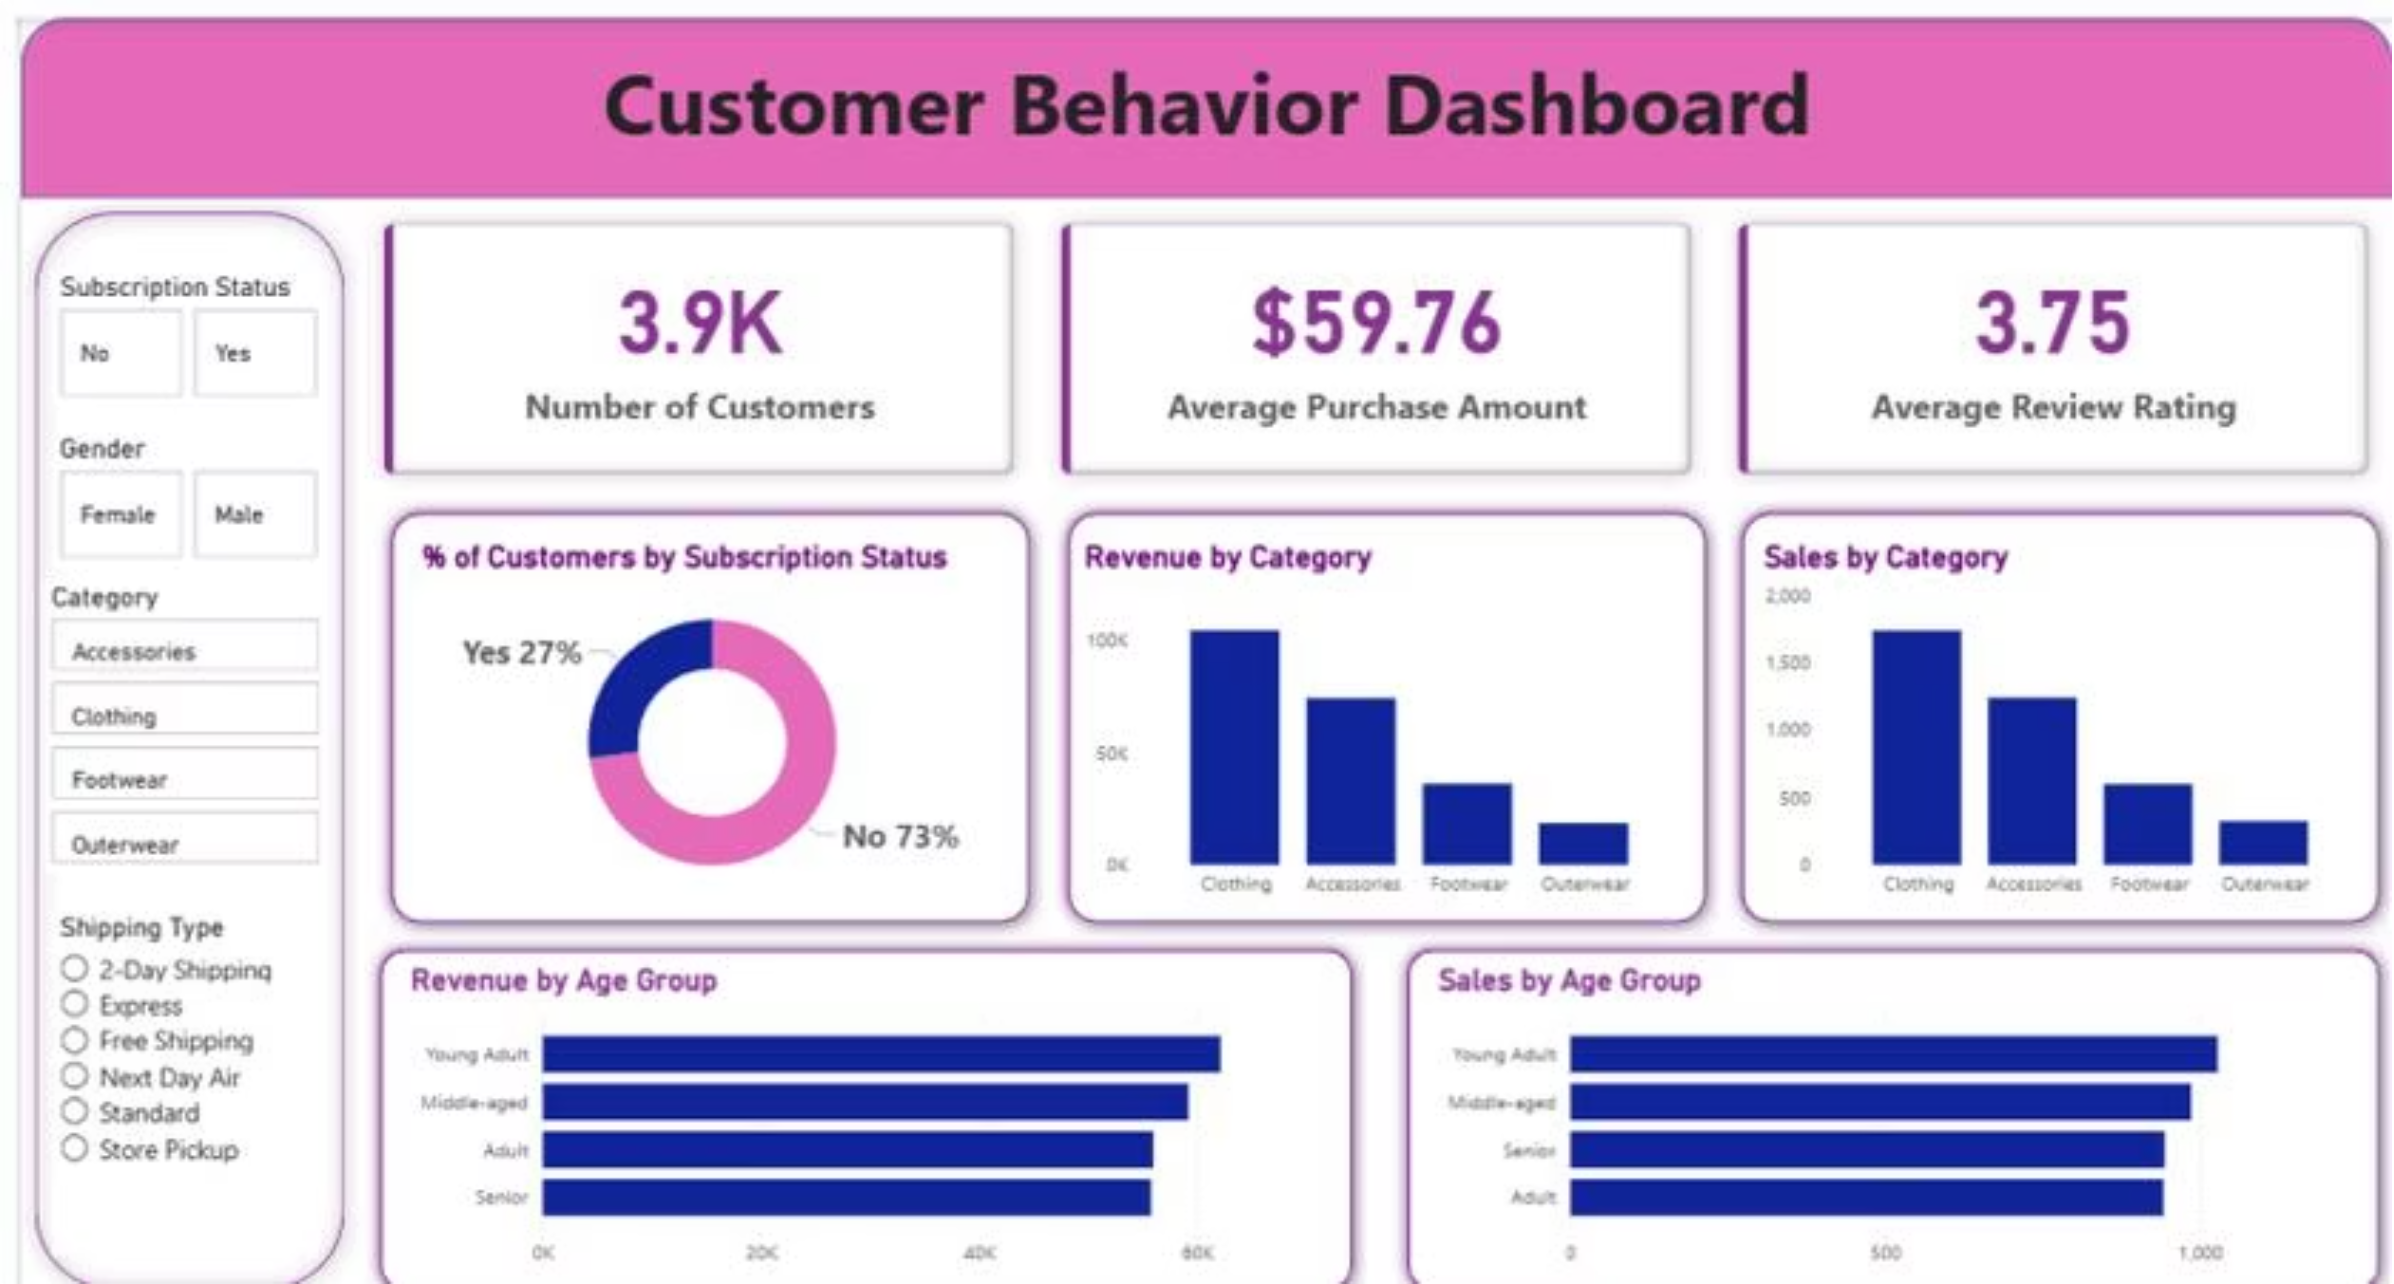 Customer Behavior Dashboard
Subscription Status
No Yes
Gender
Female Male
Category
Accessories
Clothing
Footwear
Outerwear
Shipping Type
2-Day Shipping
Express
Free Shipping
Next Day Air
Standard
Store Pickup
3.9K
Number of Customers
$59.76
Average Purchase Amount
3.75
Average Review Rating
% of Customers by Subscription Status
Yes 27%
No 73%
Revenue by Category
100K
50K
0K
Clothing Accessories Footwear Outerwear
Sales by Category
2,000
1,500
1,000
500
0
Clothing Accessories Footwear Outerwear
Revenue by Age Group
Young Adult
Middle-aged
Adult
Senior
0K 20K 40K 60K
Sales by Age Group
Young Adult
Middle-aged
Senior
Adult
0 500 1,000